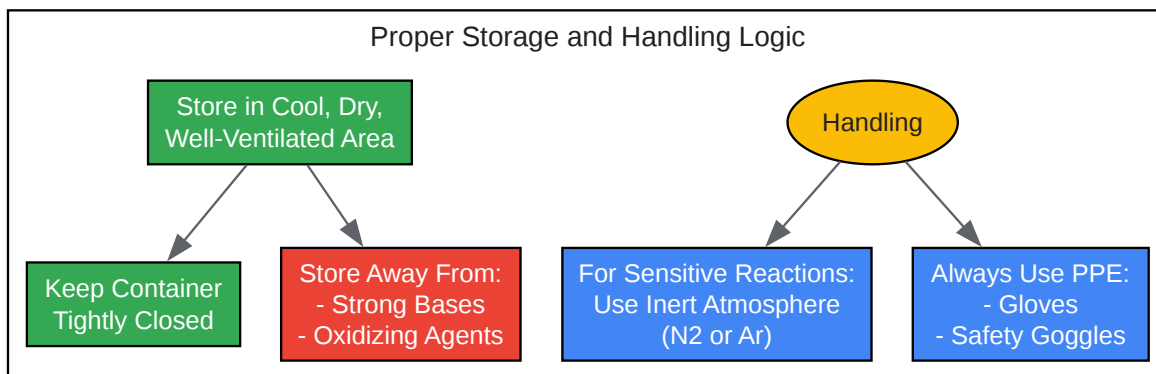 Proper Storage and Handling Logic
Store in Cool, Dry,
Well-Ventilated Area
Handling
Keep Container
Tightly Closed
Store Away From:
- Strong Bases
- Oxidizing Agents
For Sensitive Reactions:
Use Inert Atmosphere
(N2 or Ar)
Always Use PPE:
- Gloves
- Safety Goggles